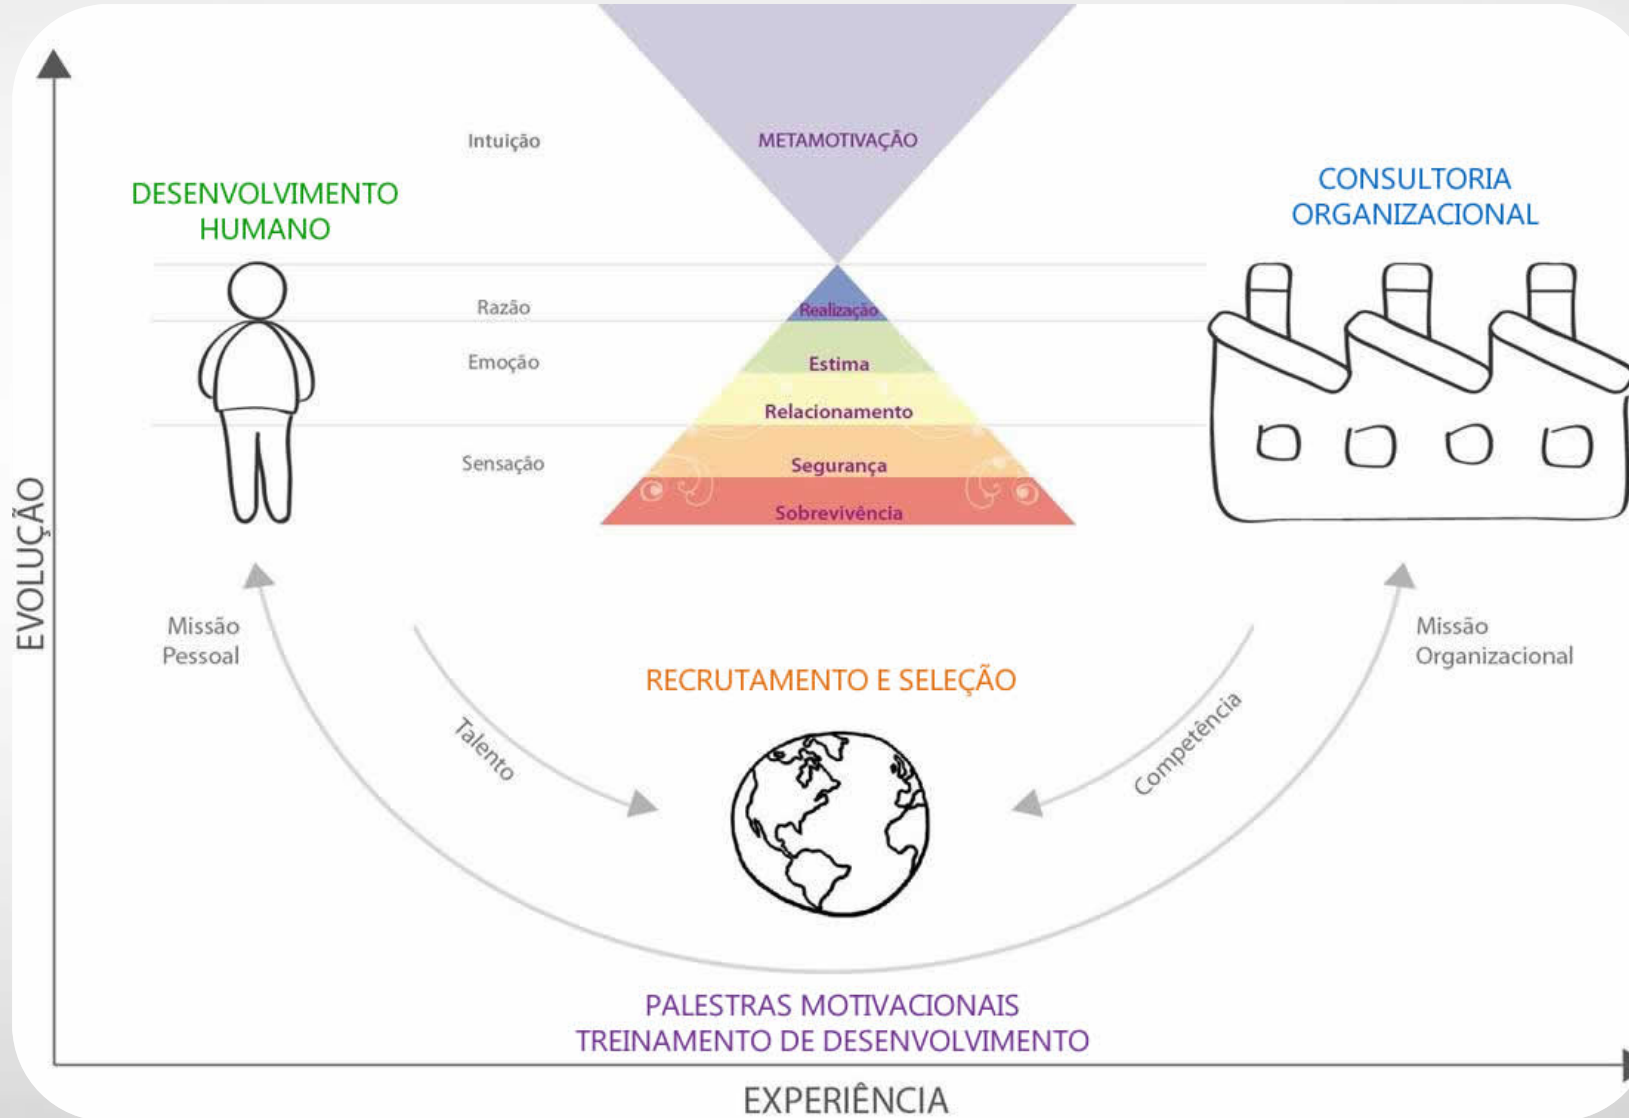 Intuição
METAMOTIVAÇÃO
DESENVOLVIMENTO
HUMANO
CONSULTORIA
ORGANIZACIONAL
Razão
Realização
Emoção
Estima
Relacionamento
Sensação
Segurança
Sobrevivência
EVOLUÇÃO
Missão
Pessoal
Missão
Organizacional
RECRUTAMENTO E SELEÇÃO
Talento
Competência
PALESTRAS MOTIVACIONAIS
TREINAMENTO DE DESENVOLVIMENTO
EXPERIÊNCIA